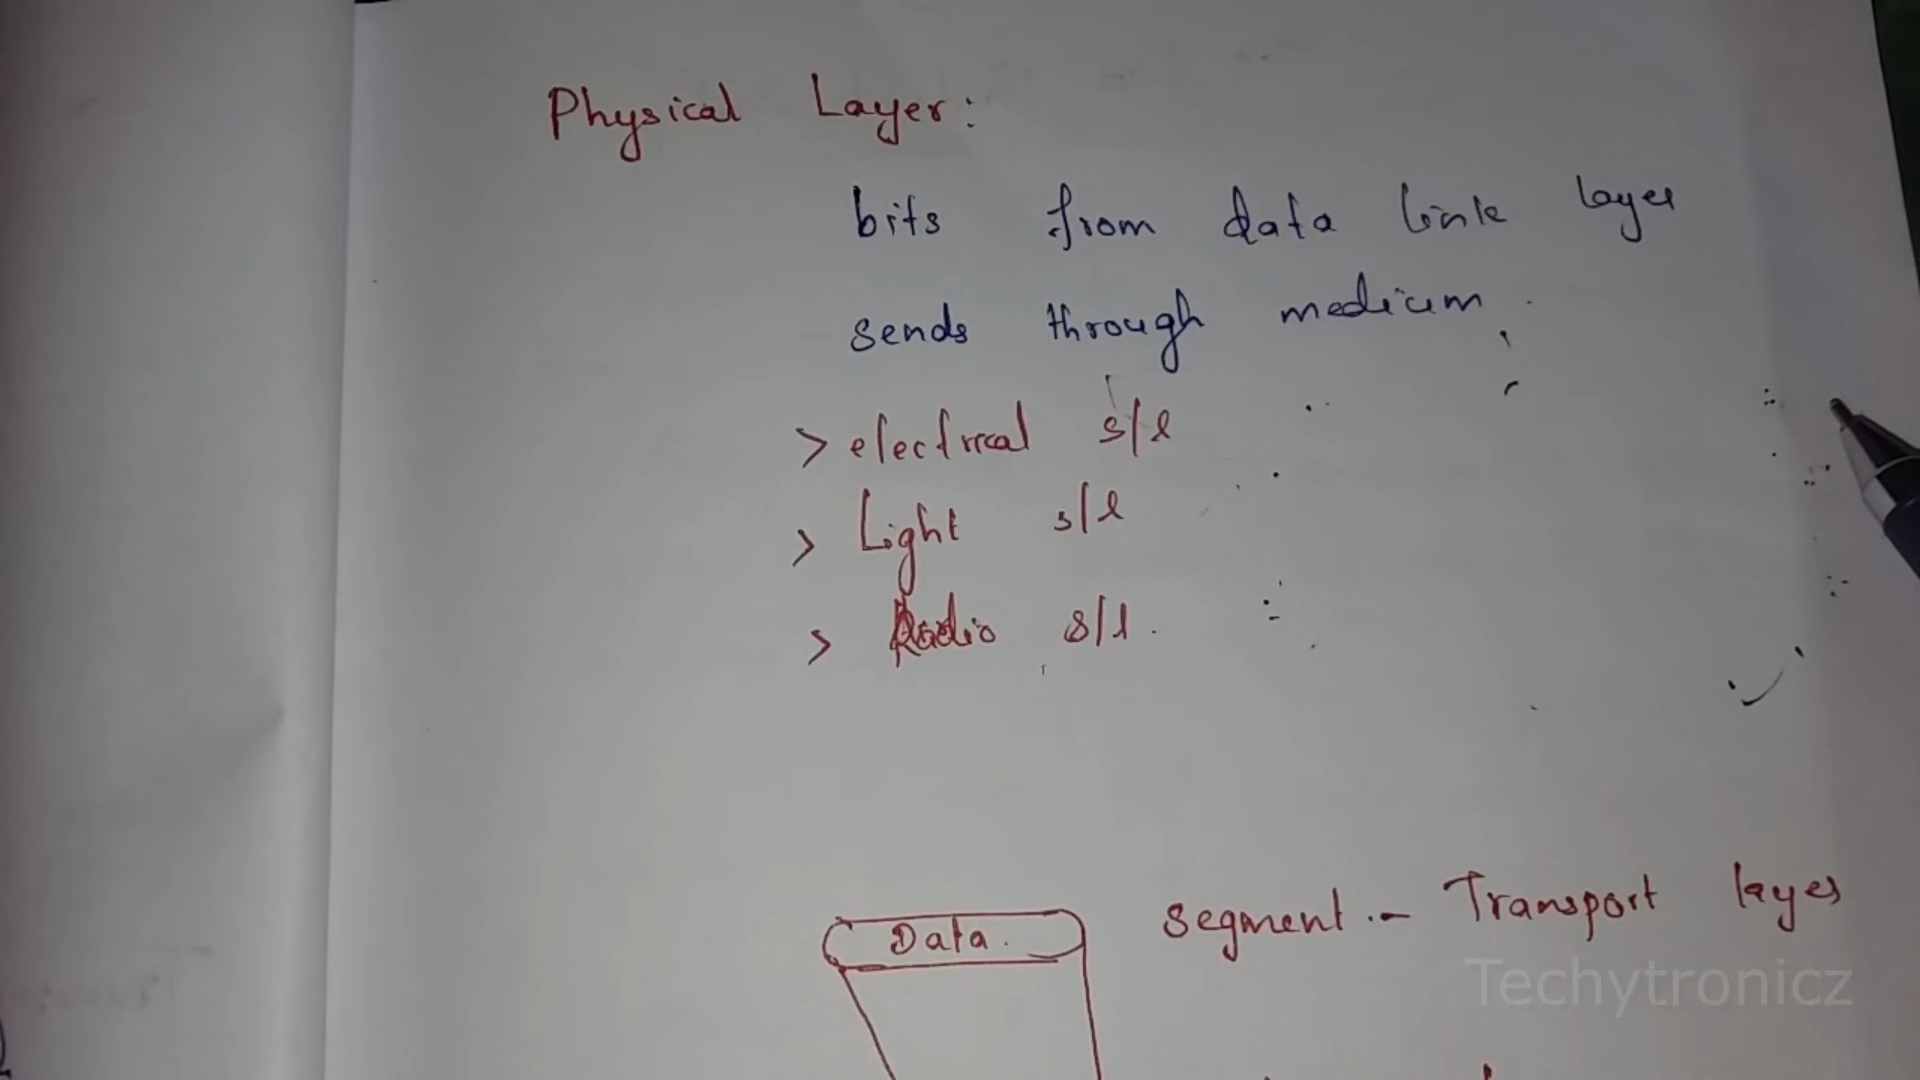 Physical Layer:
bits from data link layer
sends through medium.
> electrical s/l
> Light s/l
> Radio s/l.
Data.
Segment :- Transport layer
Techytronicz